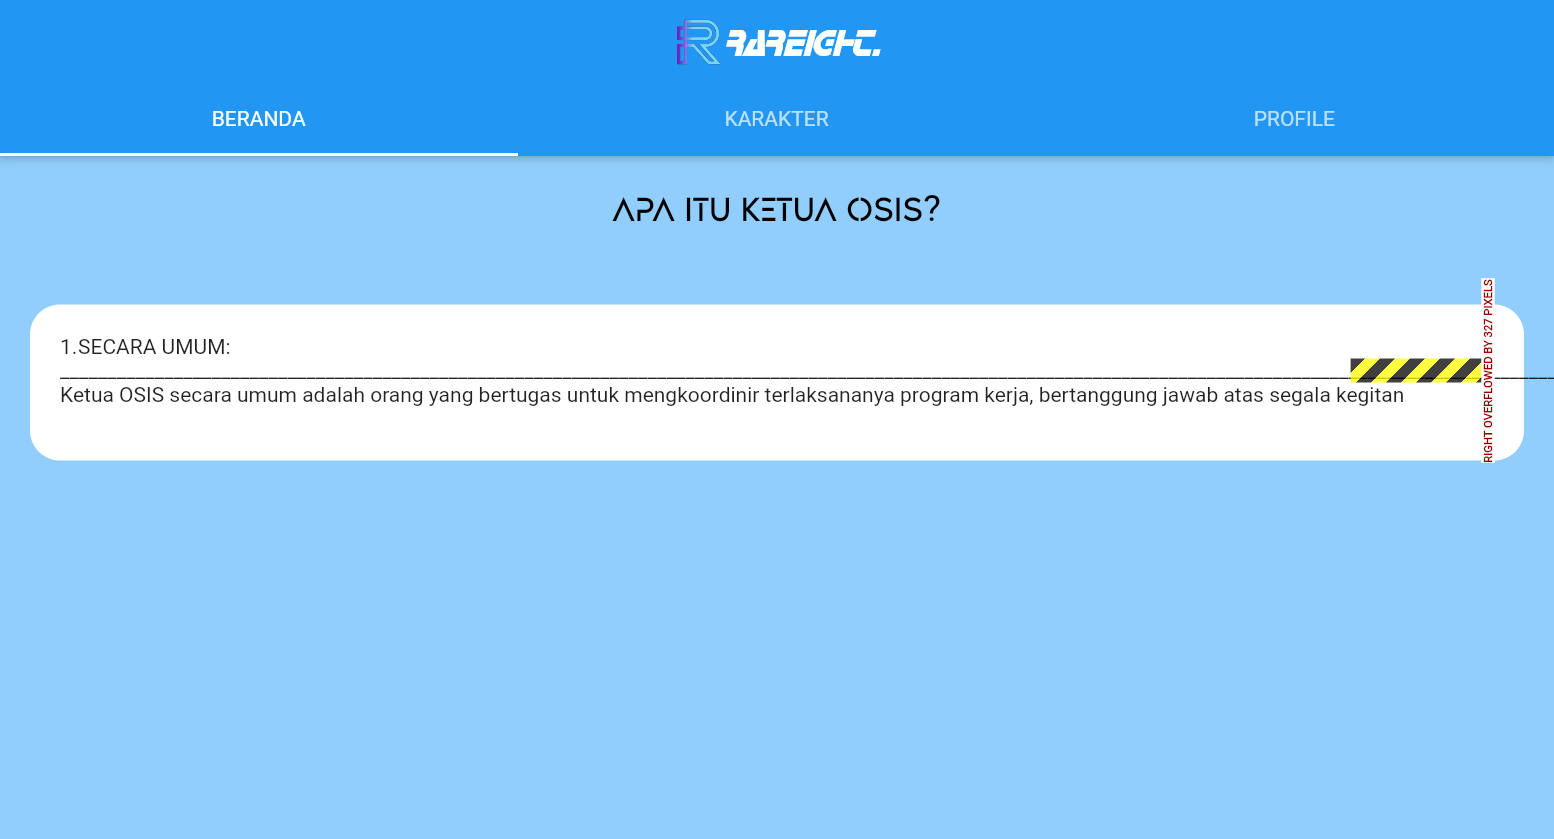 RAREIGHT.
BERANDA KARAKTER PROFILE
APA ITU KETUA OSIS?
1.SECARA UMUM:
________________________________________________________________________________________________________________________________________________
Ketua OSIS secara umum adalah orang yang bertugas untuk mengkoordinir terlaksananya program kerja, bertanggung jawab atas segala kegitan
RIGHT OVERFLOWED BY 327 PIXELS